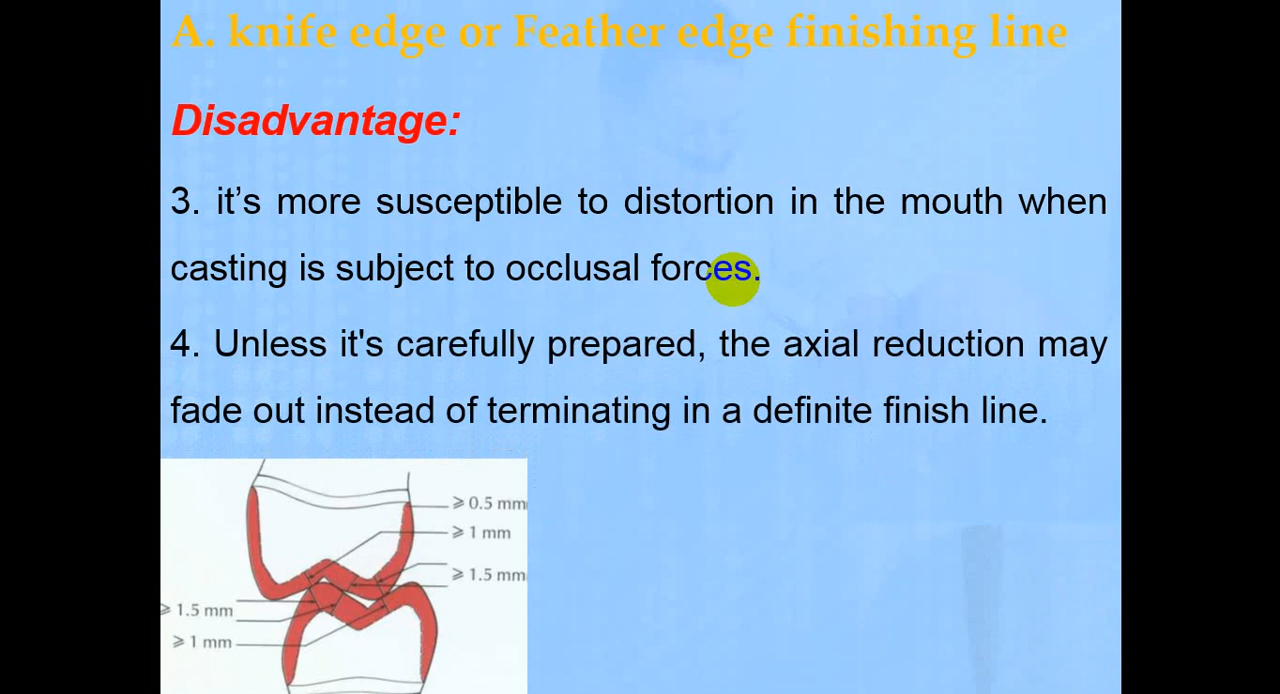 A. knife edge or Feather edge finishing line
Disadvantage:
3. it’s more susceptible to distortion in the mouth when
casting is subject to occlusal forces.
4. Unless it's carefully prepared, the axial reduction may
fade out instead of terminating in a definite finish line.
⩾ 0.5 mm
⩾ 1 mm
⩾ 1.5 mm
⩾ 1.5 mm
⩾ 1 mm